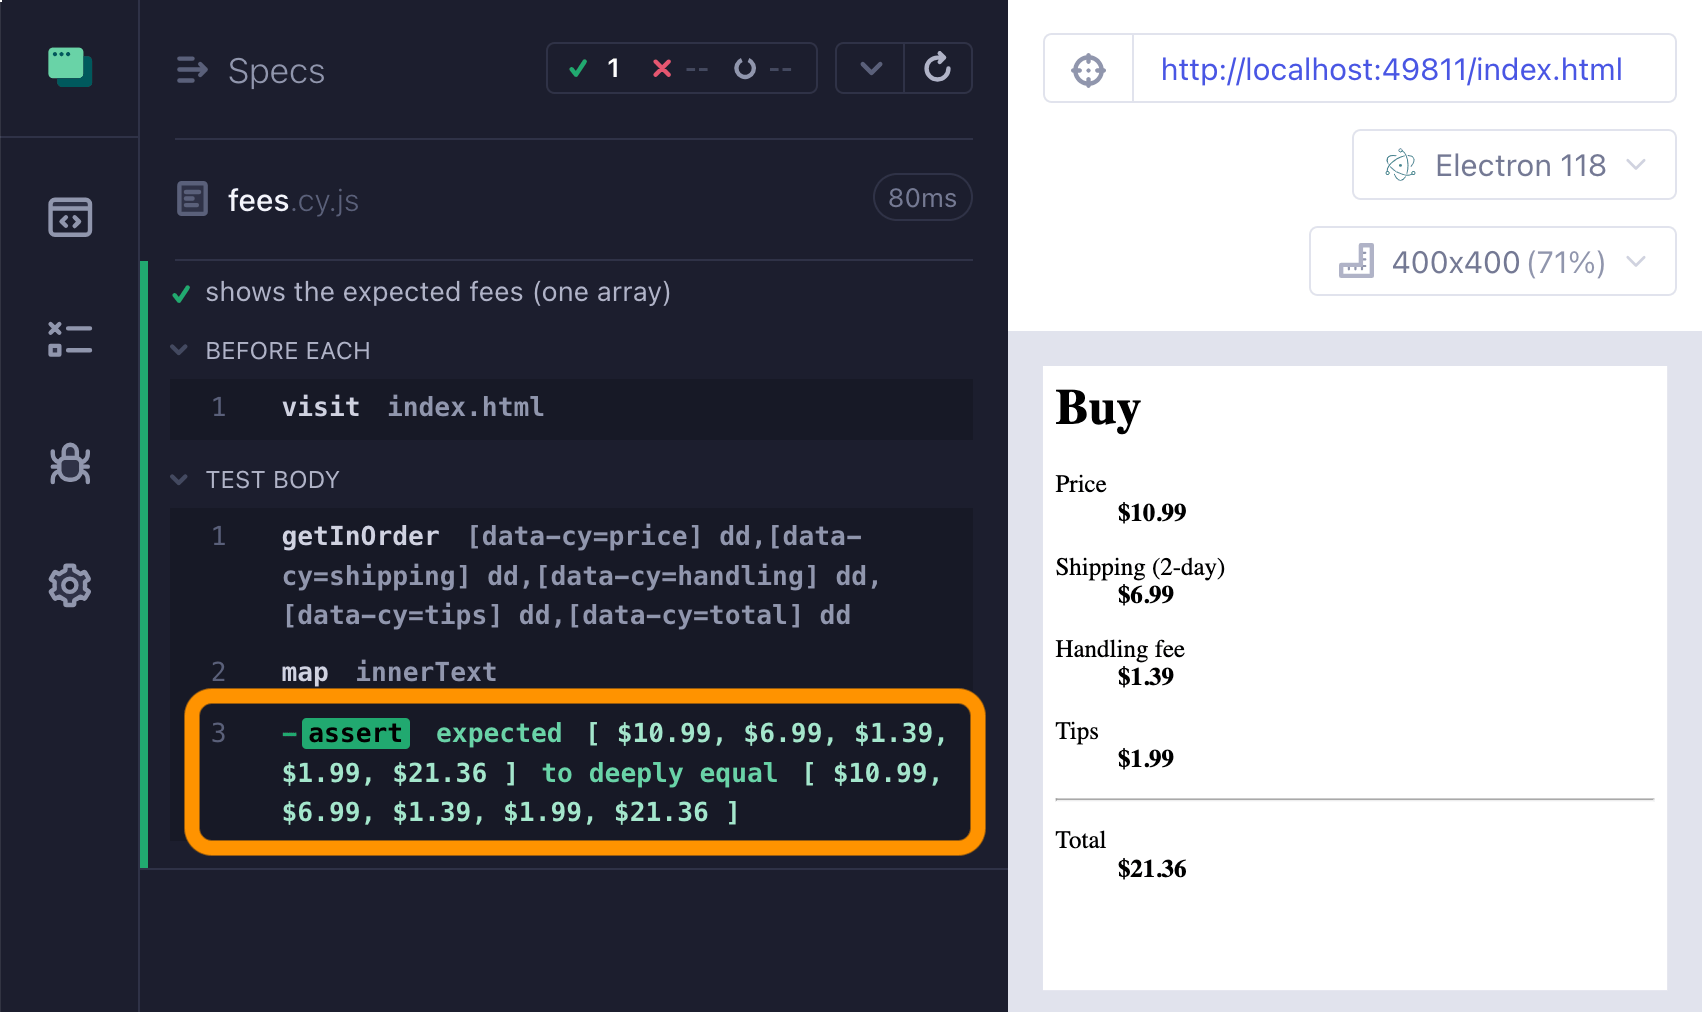 Specs
1 -- --
fees.cy.js
80ms
shows the expected fees (one array)
BEFORE EACH
1 visit index.html
TEST BODY
1 getInOrder [data-cy=price] dd,[data-
cy=shipping] dd,[data-cy=handling] dd,
[data-cy=tips] dd,[data-cy=total] dd
2 map innerText
3 -assert expected [ $10.99, $6.99, $1.39,
$1.99, $21.36 ] to deeply equal [ $10.99,
$6.99, $1.39, $1.99, $21.36 ]
http://localhost:49811/index.html
Electron 118
400x400 (71%)
Buy
Price
$10.99
Shipping (2-day)
$6.99
Handling fee
$1.39
Tips
$1.99
Total
$21.36